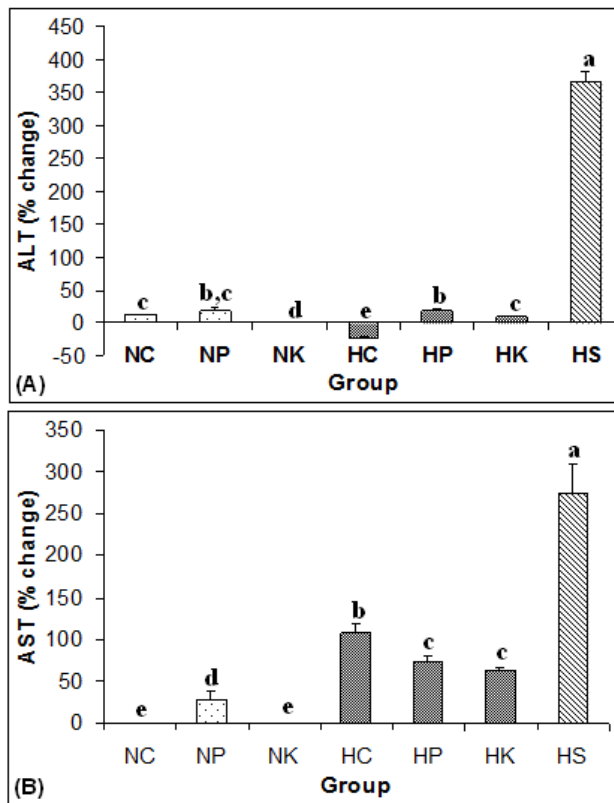 450
400
350
300
250
200
150
100
50
0
-50
ALT (% change)
c
b,c
d
e
b
c
a
NC NP NK HC HP HK HS
Group
(A)
350
300
250
200
150
100
50
0
AST (% change)
e
d
e
b
c
c
a
NC NP NK HC HP HK HS
Group
(B)